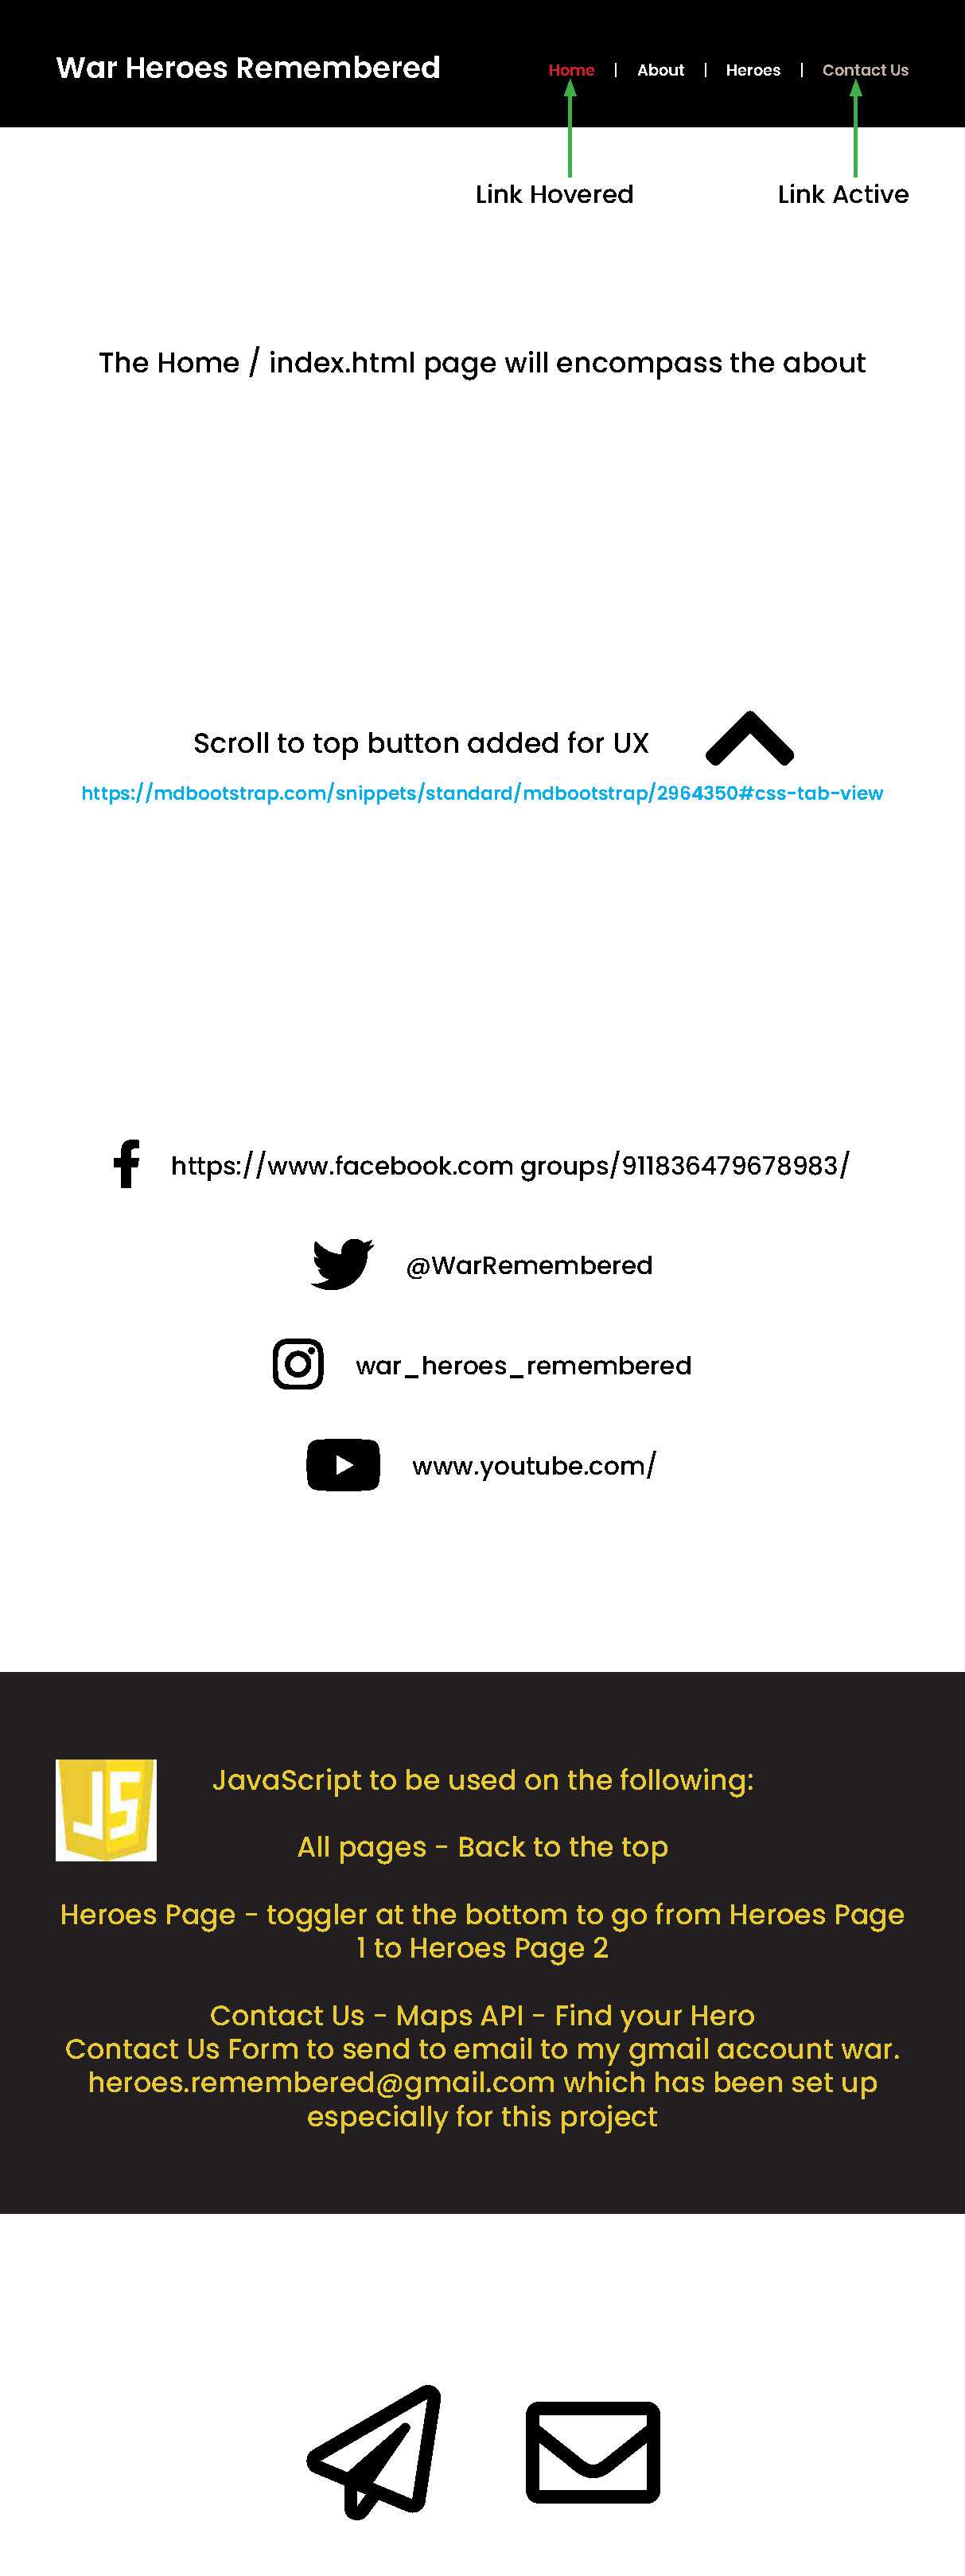 War Heroes Remembered
Home | About | Heroes | Contact Us
Link Hovered Link Active
The Home / index.html page will encompass the about
Scroll to top button added for UX
https://mdbootstrap.com/snippets/standard/mdbootstrap/2964350#css-tab-view
https://www.facebook.com groups/911836479678983/
@WarRemembered
war_heroes_remembered
www.youtube.com/
JS
JavaScript to be used on the following:
All pages - Back to the top
Heroes Page - toggler at the bottom to go from Heroes Page
1 to Heroes Page 2
Contact Us - Maps API - Find your Hero
Contact Us Form to send to email to my gmail account war.
heroes.remembered@gmail.com which has been set up
especially for this project